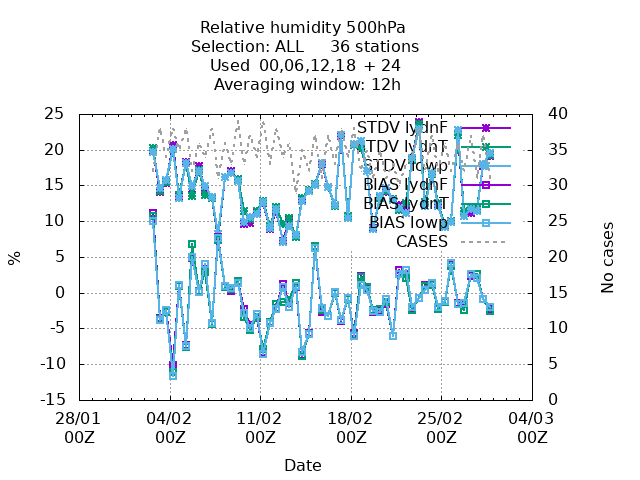 Relative humidity 500hPa
Selection: ALL 36 stations
Used 00,06,12,18 + 24
Averaging window: 12h
25 40
STDV lydnF
20 35
STDV lydnT
STDV lowp
15 30
BIAS lydnF
BIAS lydnT
10 25
BIAS lowp
CASES
5 20
0 15
-5 10
-10 5
-15 0
%
No cases
28/01 04/02 11/02 18/02 25/02 04/03
00Z 00Z 00Z 00Z 00Z 00Z
Date